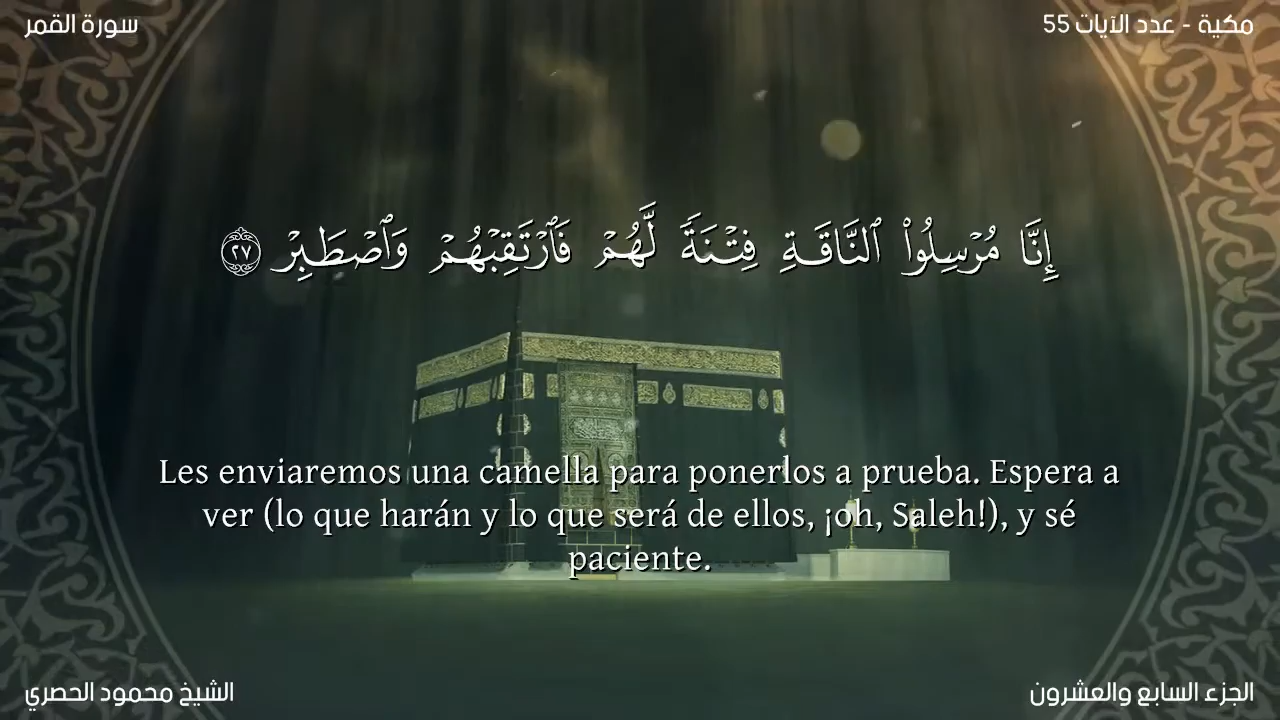 سورة القمر
مكية - عدد الآيات 55
إِنَّا مُرْسِلُوا۟ ٱلنَّاقَةِ فِتْنَةً لَّهُمْ فَٱرْتَقِبْهُمْ وَٱصْطَبِرْ ٢٧
Les enviaremos una camella para ponerlos a prueba. Espera a
ver (lo que harán y lo que será de ellos, ¡oh, Saleh!), y sé
paciente.
الشيخ محمود الحصري
الجزء السابع والعشرون